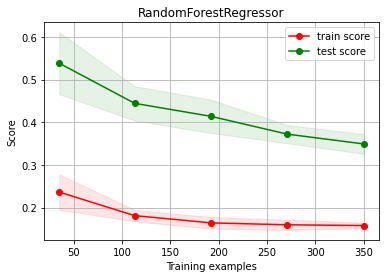 RandomForestRegressor
train score
test score
0.6
0.5
0.4
0.3
0.2
Score
50 100 150 200 250 300 350
Training examples